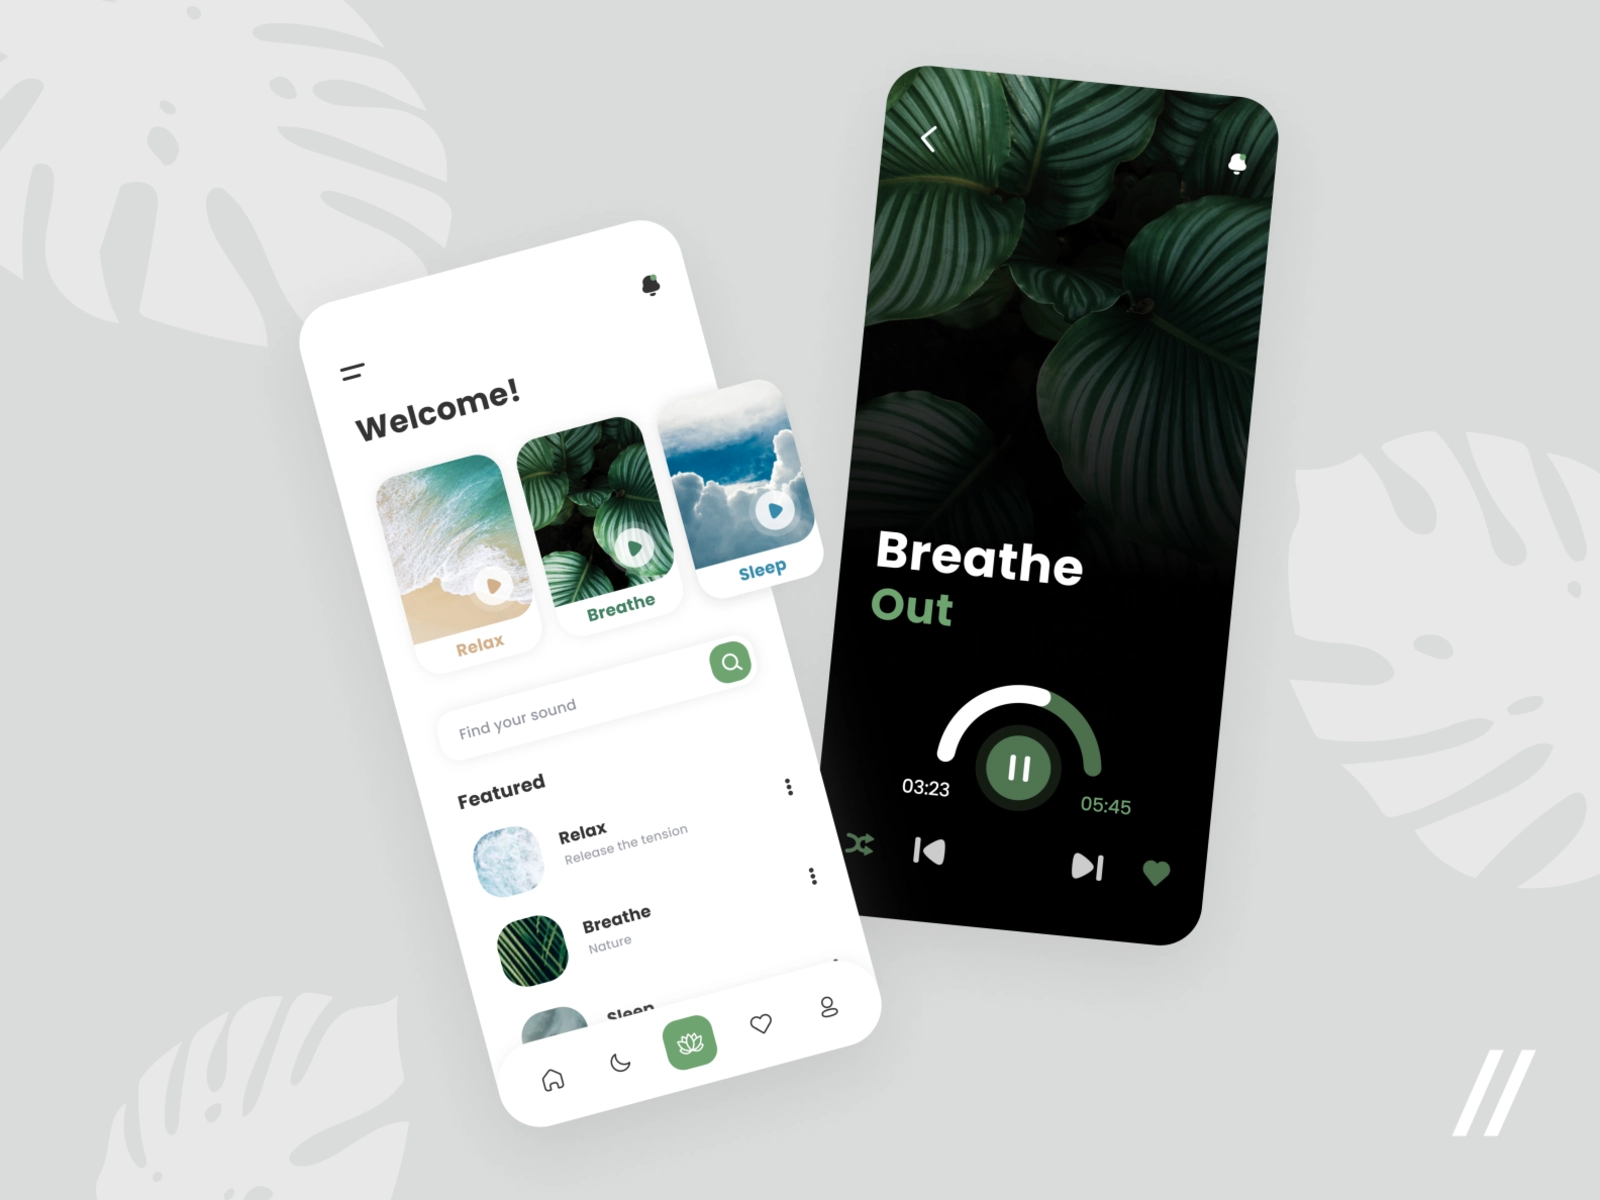 Welcome!
Relax
Breathe
Sleep
Find your sound
Featured
Relax
Release the tension
Breathe
Nature
Sleep
Breathe
Out
03:23
05:45